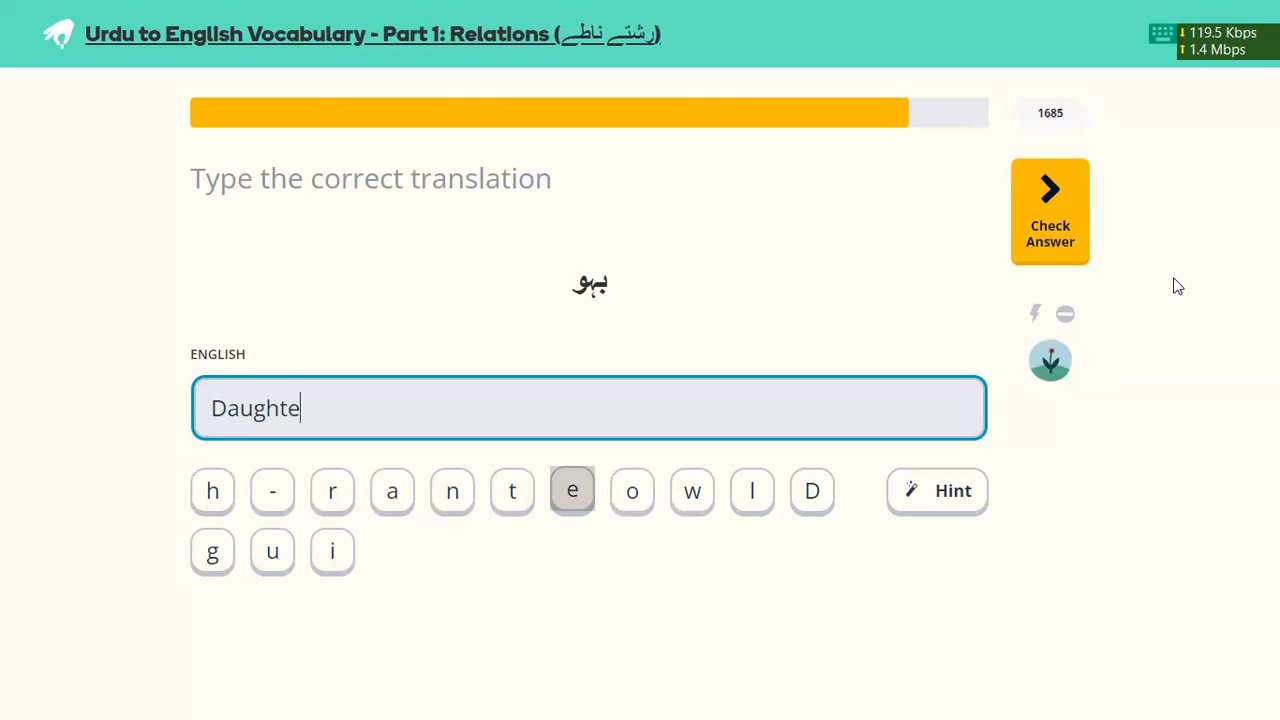 Urdu to English Vocabulary - Part 1: Relations (رشتے ناطے)
119.5 Kbps
1.4 Mbps
1685
Type the correct translation
Check
Answer
بہو
ENGLISH
Daughte
h - r a n t e o w l D
Hint
g u i